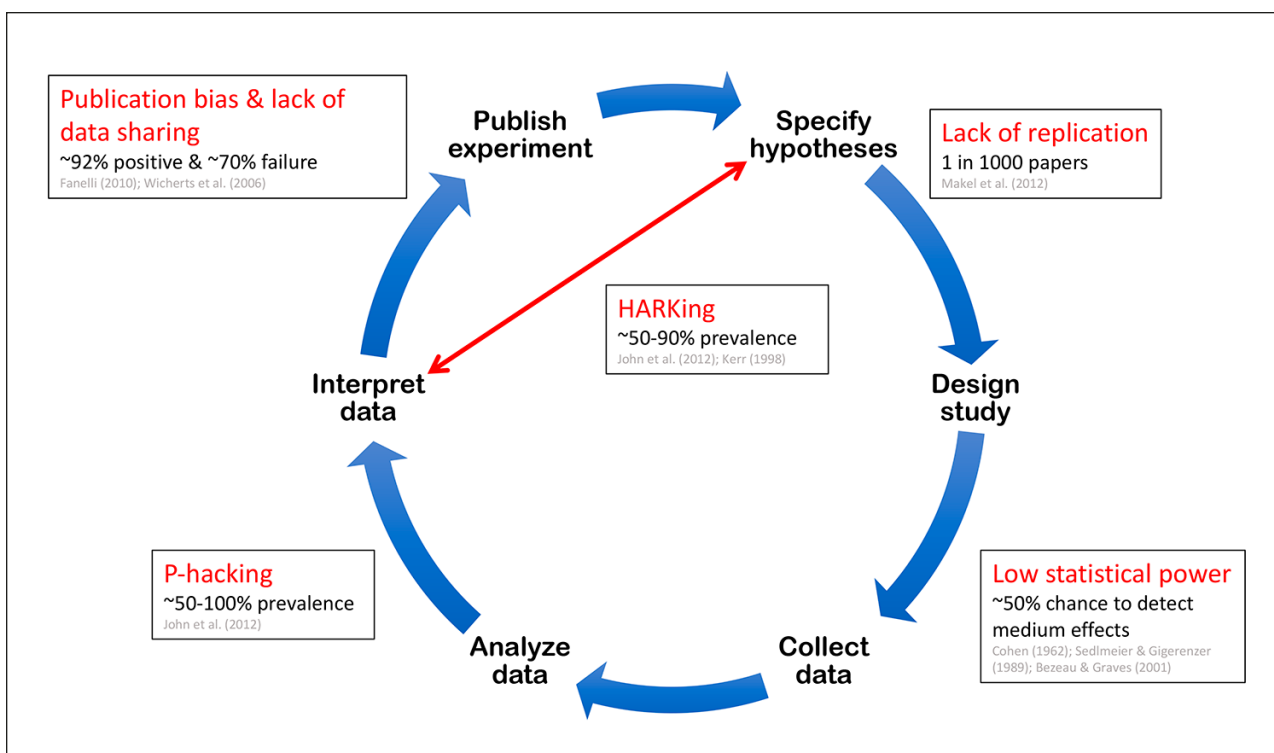 Publication bias & lack of
data sharing
~92% positive & ~70% failure
Fanelli (2010); Wicherts et al. (2006)
Publish
experiment
Specify
hypotheses
Lack of replication
1 in 1000 papers
Makel et al. (2012)
HARKing
~50-90% prevalence
John et al. (2012); Kerr (1998)
Interpret
data
Design
study
P-hacking
~50-100% prevalence
John et al. (2012)
Low statistical power
~50% chance to detect
medium effects
Cohen (1962); Sedlmeier & Gigerenzer
(1989); Bezeau & Graves (2001)
Analyze
data
Collect
data